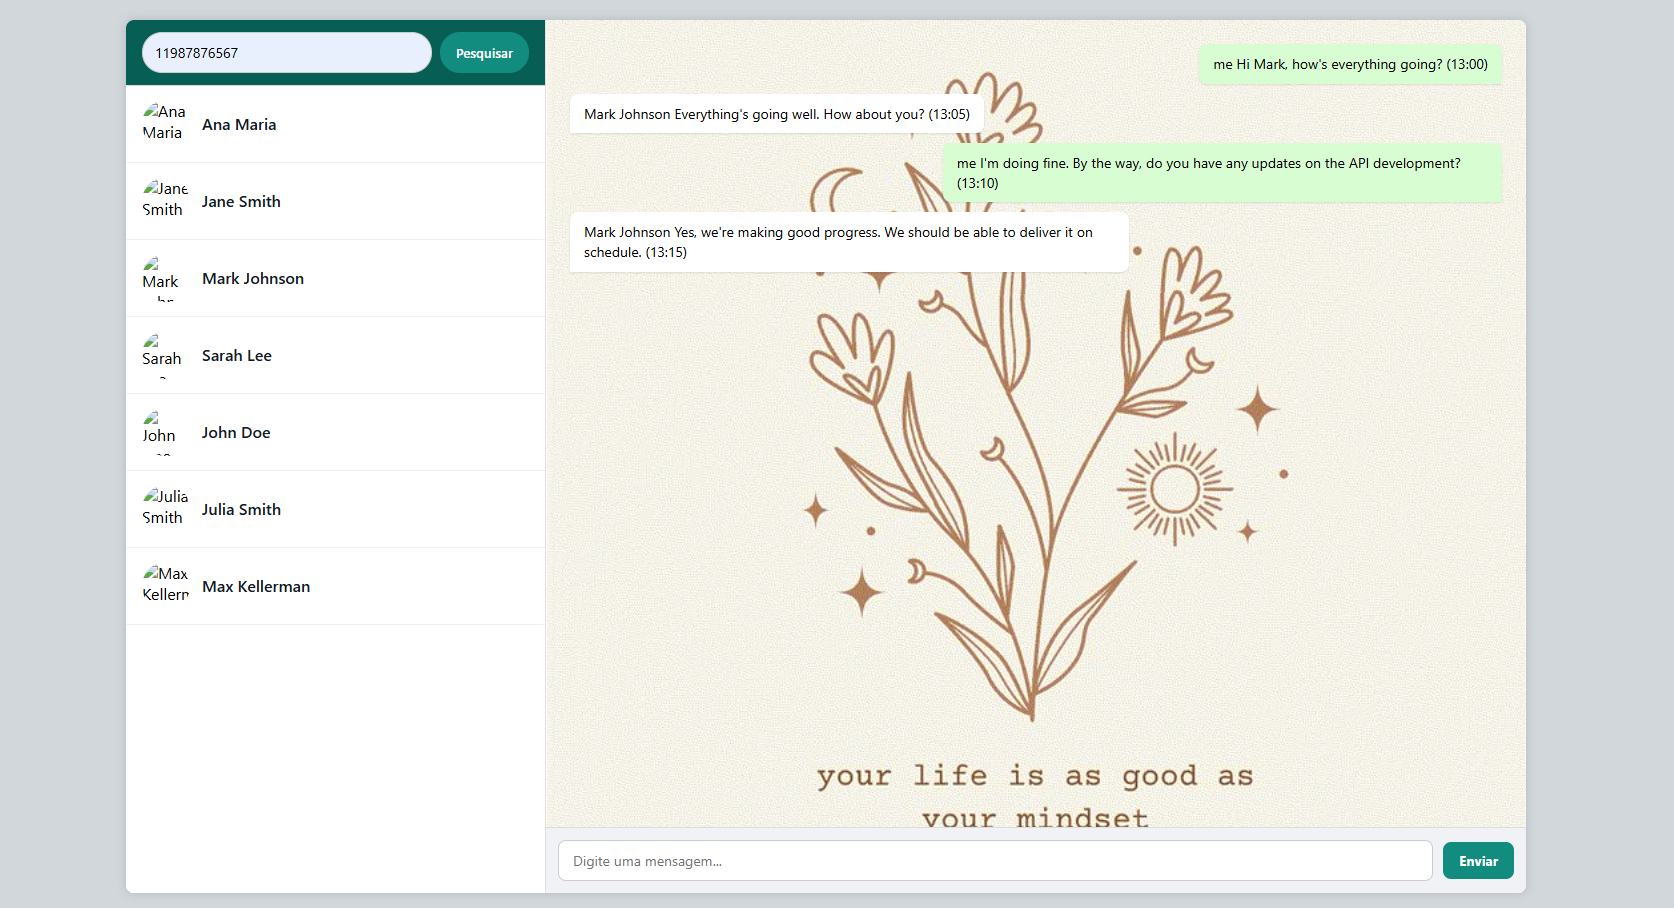 11987876567
Pesquisar
Ana
Maria
Ana Maria
Jane
Smith
Jane Smith
Mark
Mark Johnson
Sarah
Sarah Lee
John
John Doe
Julia
Smith
Julia Smith
Max
Kellerm
Max Kellerman
me Hi Mark, how's everything going? (13:00)
Mark Johnson Everything's going well. How about you? (13:05)
me I'm doing fine. By the way, do you have any updates on the API development?
(13:10)
Mark Johnson Yes, we're making good progress. We should be able to deliver it on
schedule. (13:15)
your life is as good as
your mindset
Digite uma mensagem...
Enviar